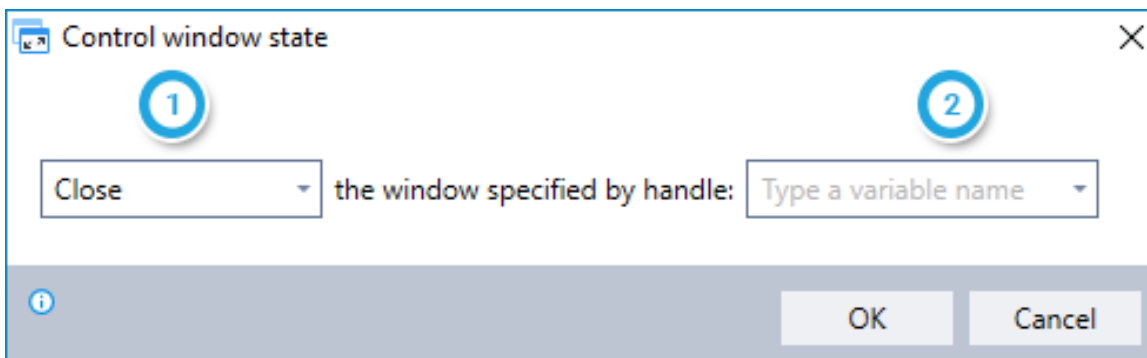 Control window state
1
2
Close
the window specified by handle:
Type a variable name
OK
Cancel